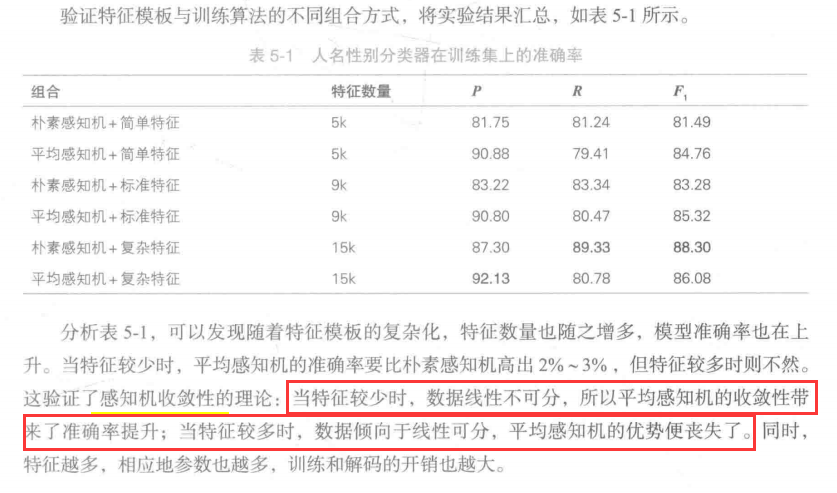 验证特征模板与训练算法的不同组合方式，将实验结果汇总，如表 5-1 所示。
表 5-1 人名性别分类器在训练集上的准确率
组合 特征数量 P R F1
朴素感知机 + 简单特征 5k 81.75 81.24 81.49
平均感知机 + 简单特征 5k 90.88 79.41 84.76
朴素感知机 + 标准特征 9k 83.22 83.34 83.28
平均感知机 + 标准特征 9k 90.80 80.47 85.32
朴素感知机 + 复杂特征 15k 87.30 89.33 88.30
平均感知机 + 复杂特征 15k 92.13 80.78 86.08
分析表 5-1，可以发现随着特征模板的复杂化，特征数量也随之增多，模型准确率也在上
升。当特征较少时，平均感知机的准确率要比朴素感知机高出 2%~3%，但特征较多时则不然。
这验证了感知机收敛性的理论：当特征较少时，数据线性不可分，所以平均感知机的收敛性带
来了准确率提升；当特征较多时，数据倾向于线性可分，平均感知机的优势便丧失了。同时，
特征越多，相应地参数也越多，训练和解码的开销也越大。